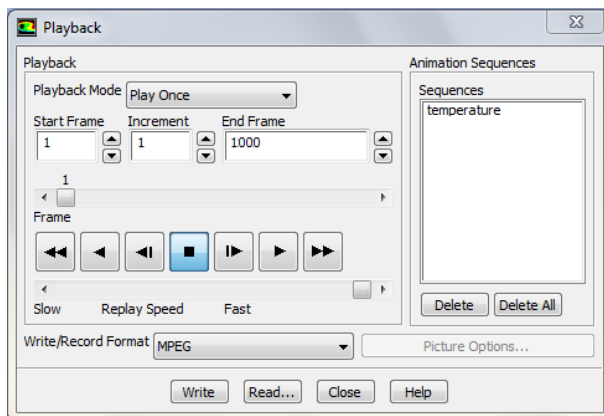 Playback
Playback
Animation Sequences
Playback Mode
Play Once
Sequences
temperature
Start Frame
Increment
End Frame
1
1
1000
1
Frame
Slow
Replay Speed
Fast
Delete
Delete All
Write/Record Format
MPEG
Picture Options...
Write
Read...
Close
Help